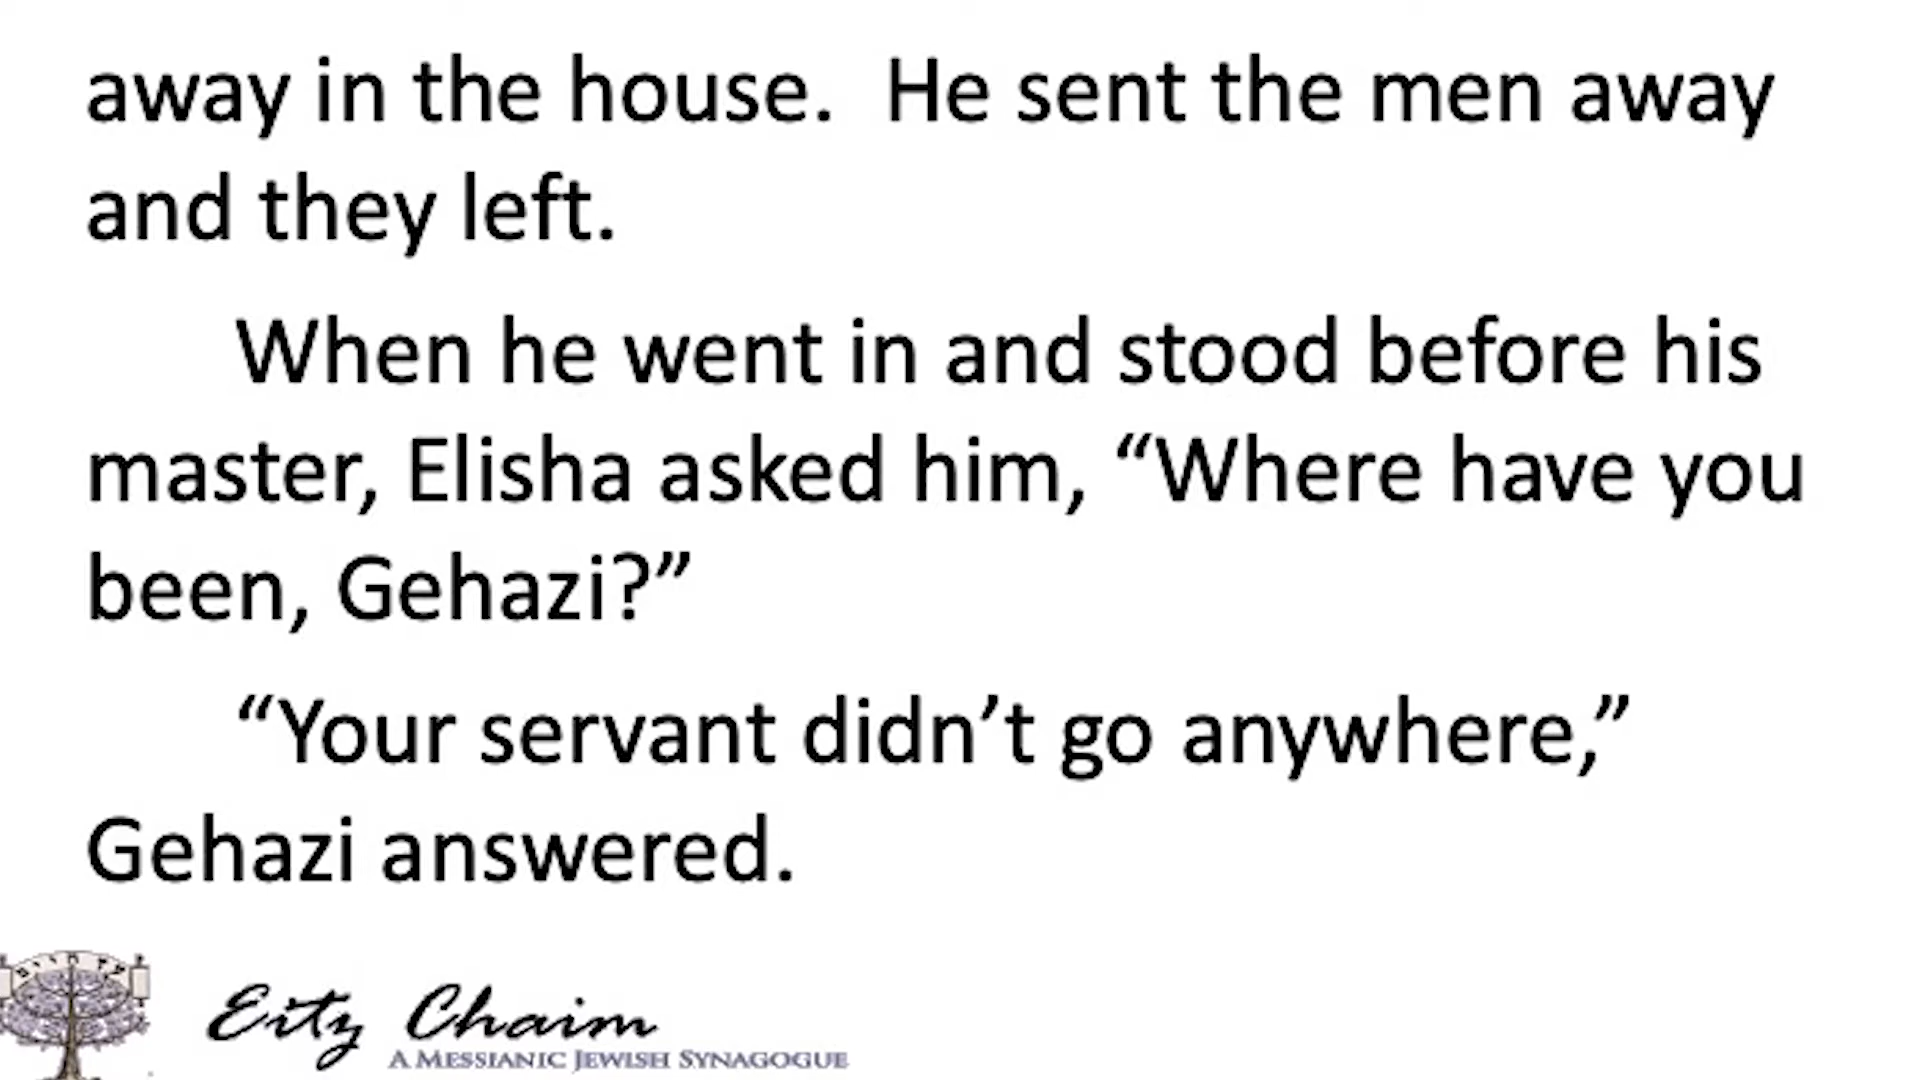 away in the house.  He sent the men away
and they left.
When he went in and stood before his
master, Elisha asked him, “Where have you
been, Gehazi?”
“Your servant didn’t go anywhere,”
Gehazi answered.
Eitz Chaim
A Messianic Jewish Synagogue